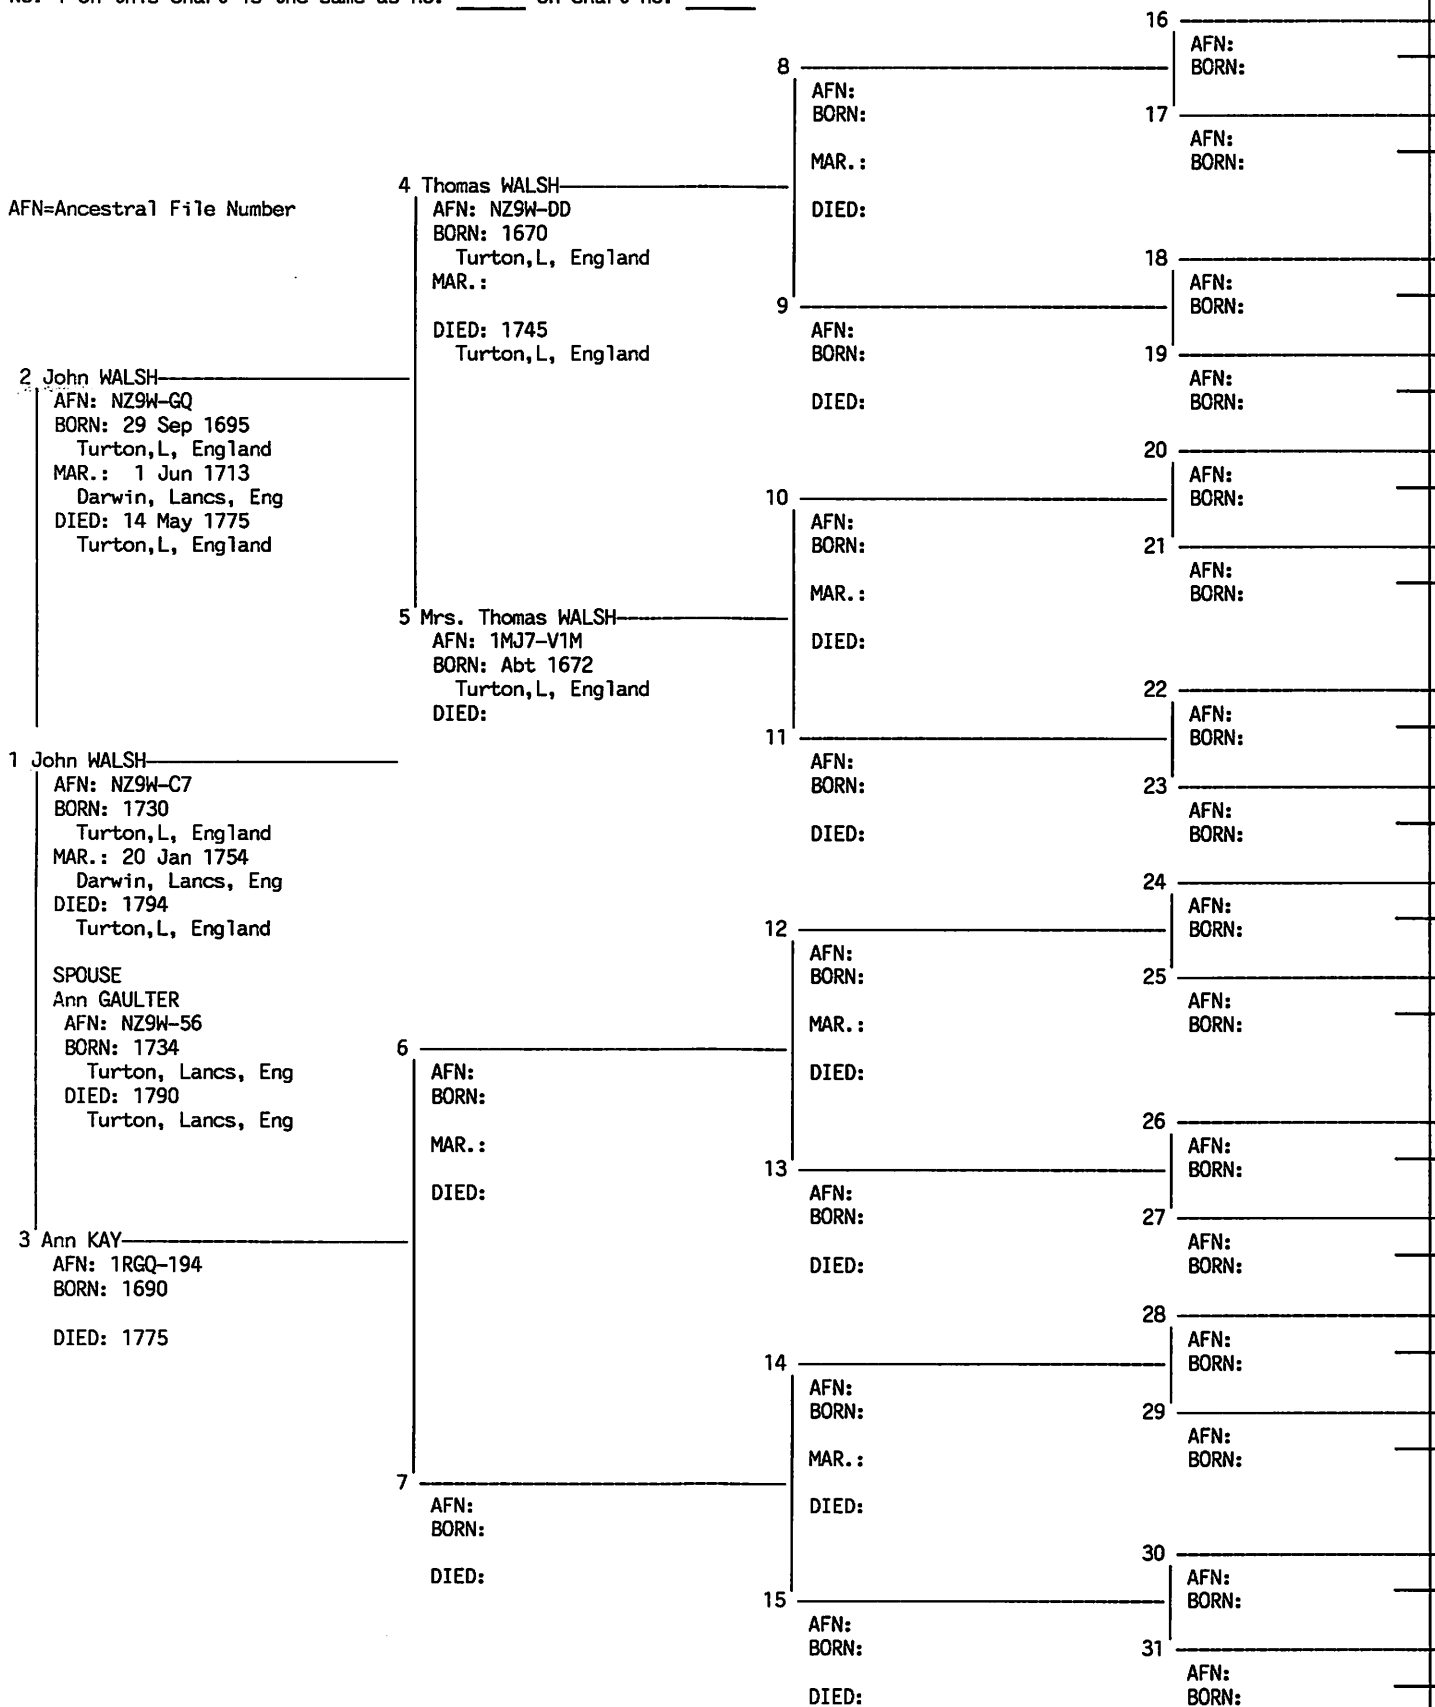 No. 1 on this chart is the same as no. _____ on chart no. _____
AFN=Ancestral File Number
2 John WALSH
AFN: NZ9W-GQ
BORN: 29 Sep 1695
Turton,L, England
MAR.: 1 Jun 1713
Darwin, Lancs, Eng
DIED: 14 May 1775
Turton,L, England
1 John WALSH
AFN: NZ9W-C7
BORN: 1730
Turton,L, England
MAR.: 20 Jan 1754
Darwin, Lancs, Eng
DIED: 1794
Turton,L, England
SPOUSE
Ann GAULTER
AFN: NZ9W-56
BORN: 1734
Turton, Lancs, Eng
DIED: 1790
Turton, Lancs, Eng
3 Ann KAY
AFN: 1RGQ-194
BORN: 1690
DIED: 1775
4 Thomas WALSH
AFN: NZ9W-DD
BORN: 1670
Turton,L, England
MAR.:
DIED: 1745
Turton,L, England
5 Mrs. Thomas WALSH
AFN: 1MJ7-V1M
BORN: Abt 1672
Turton,L, England
DIED:
6
AFN:
BORN:
MAR.:
DIED:
7
AFN:
BORN:
DIED:
8
AFN:
BORN:
MAR.:
DIED:
9
AFN:
BORN:
DIED:
10
AFN:
BORN:
MAR.:
DIED:
11
AFN:
BORN:
DIED:
12
AFN:
BORN:
MAR.:
DIED:
13
AFN:
BORN:
DIED:
14
AFN:
BORN:
MAR.:
DIED:
15
AFN:
BORN:
DIED:
16
AFN:
BORN:
17
AFN:
BORN:
18
AFN:
BORN:
19
AFN:
BORN:
20
AFN:
BORN:
21
AFN:
BORN:
22
AFN:
BORN:
23
AFN:
BORN:
24
AFN:
BORN:
25
AFN:
BORN:
26
AFN:
BORN:
27
AFN:
BORN:
28
AFN:
BORN:
29
AFN:
BORN:
30
AFN:
BORN:
31
AFN:
BORN: